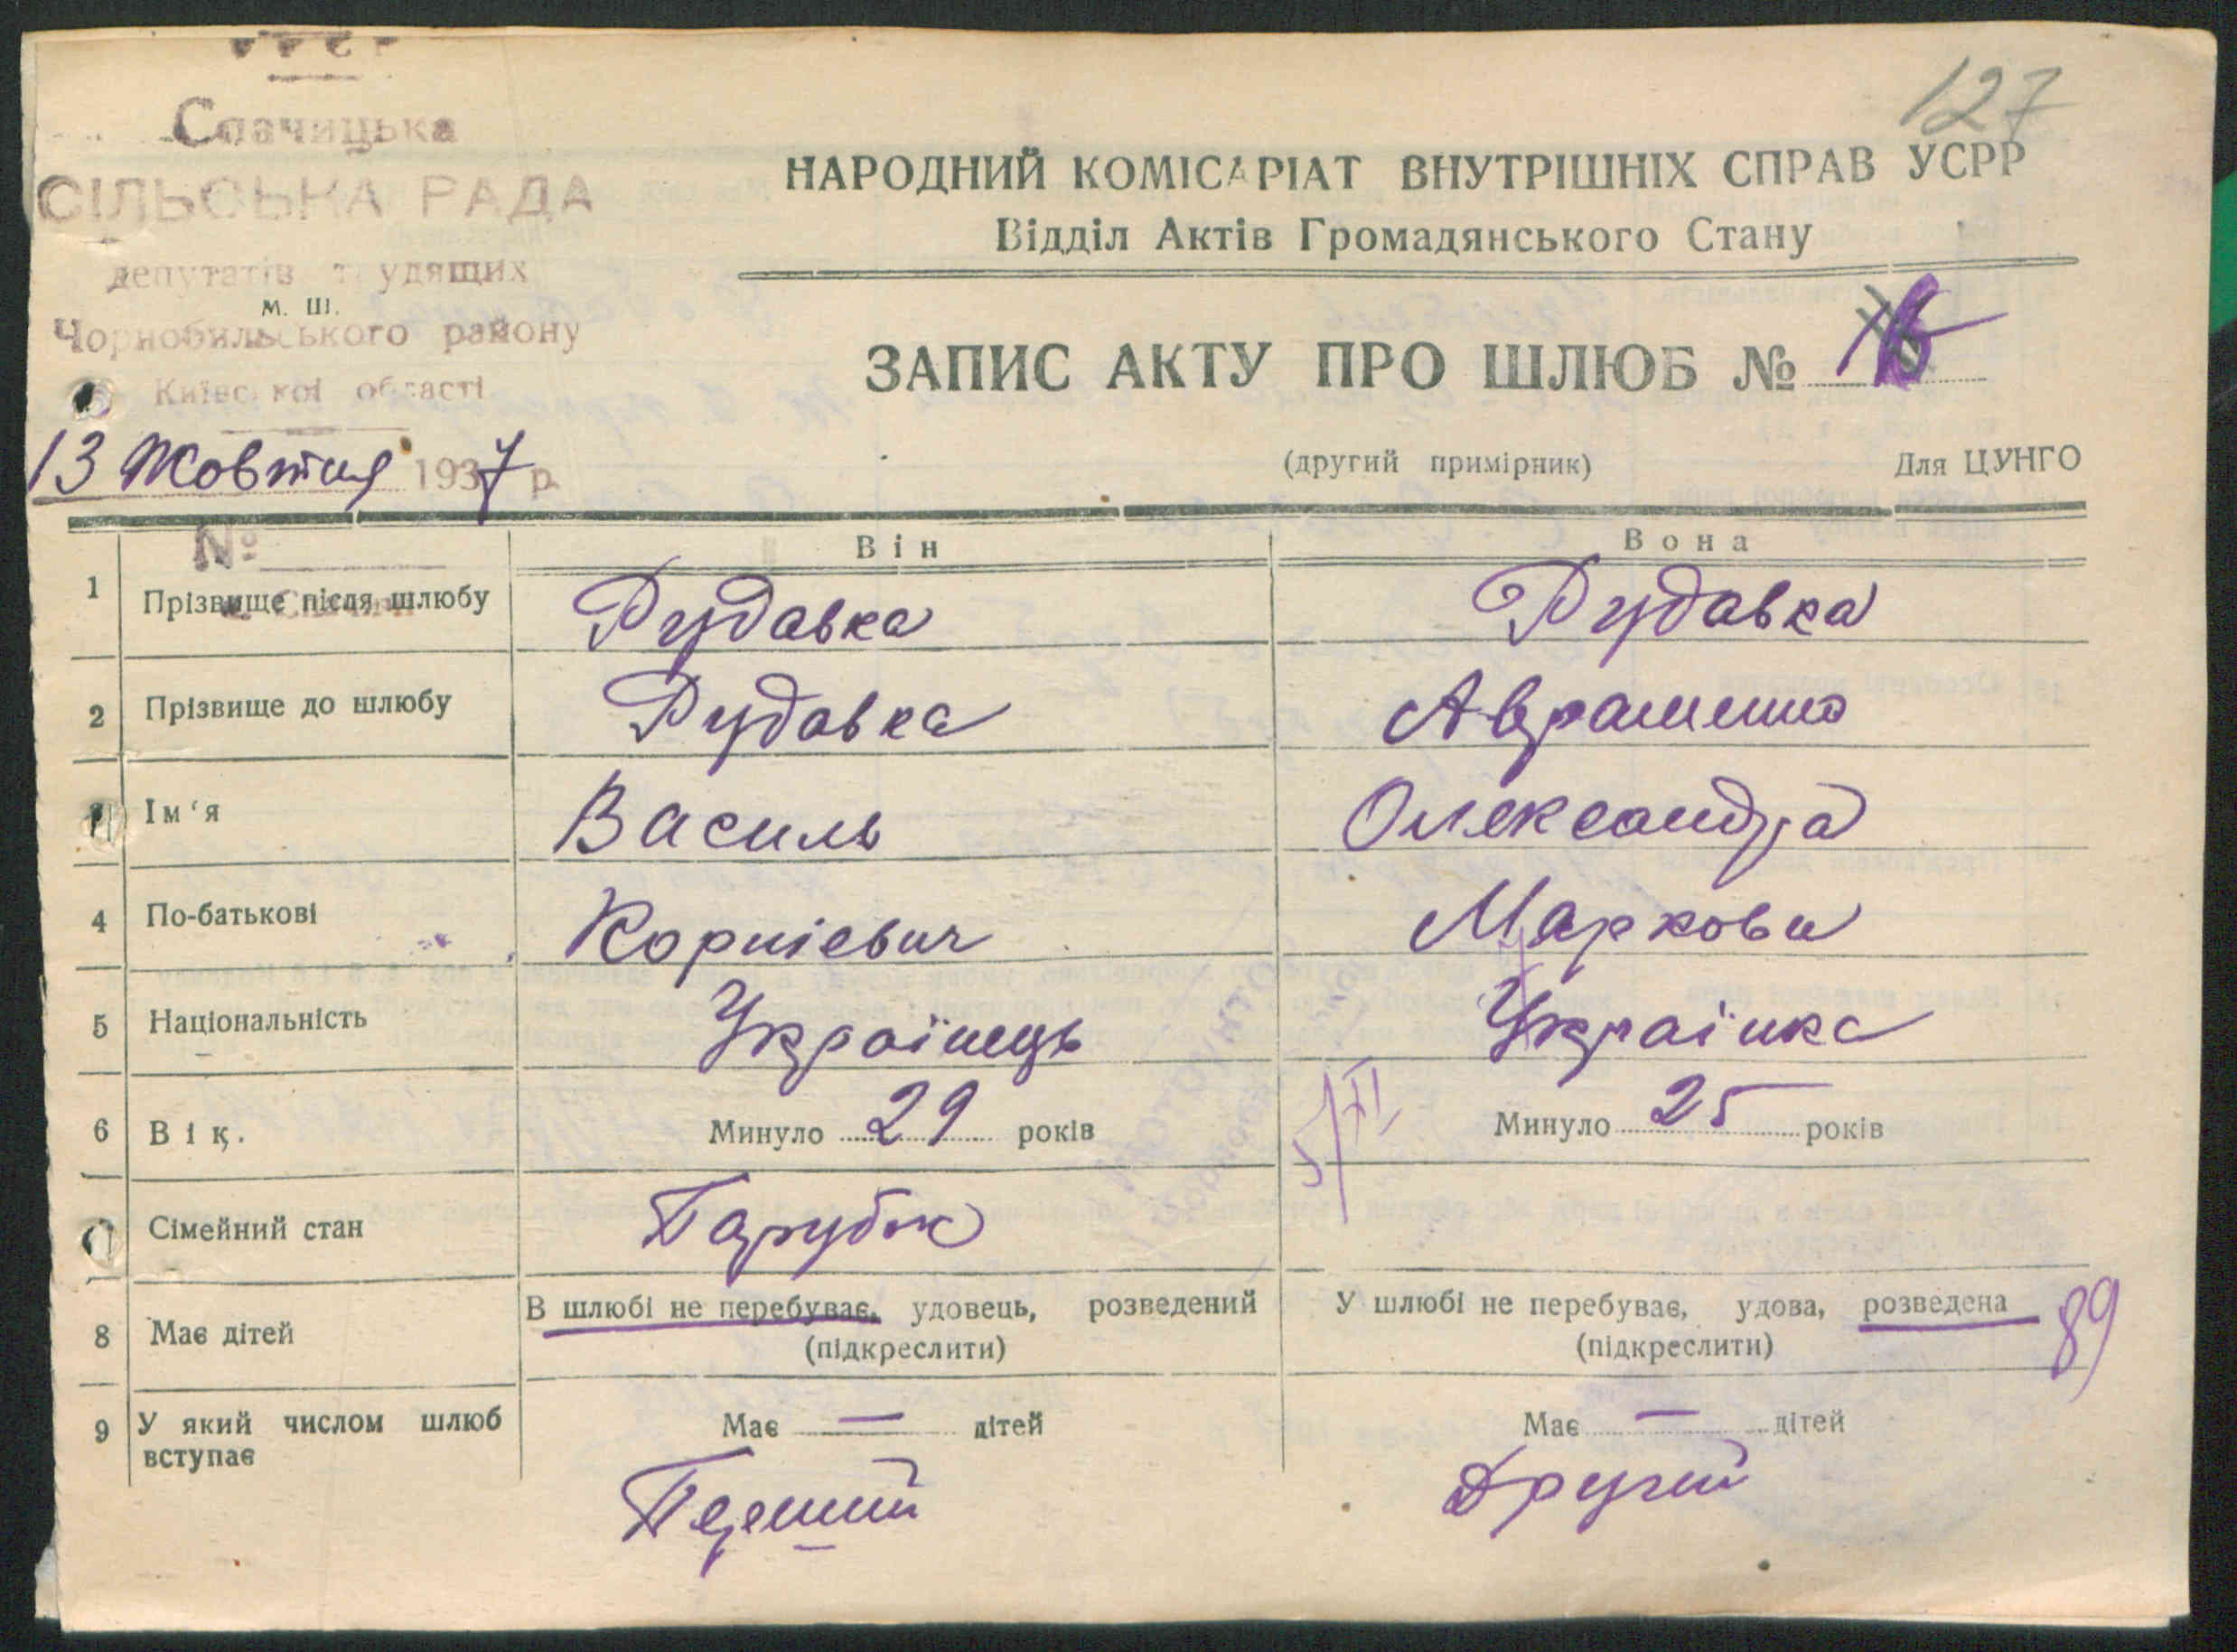 УРСР
127
Спачицька
СІЛЬСЬКА РАДА
депутатів трудящих
м. Ш.
Чорнобильського району
Київської області
13 Жовтня 1937 р.
№
с. Спачичі
НАРОДНИЙ КОМІСАРІАТ ВНУТРІШНІХ СПРАВ УСРР
Відділ Актів Громадянського Стану
ЗАПИС АКТУ ПРО ШЛЮБ №
(другий примірник) Для ЦУНГО
Він Вона
1 Прізвище після шлюбу Рудавка Рудавка
2 Прізвище до шлюбу Рудавка Авраменко
Ім‘я Василь Олександра
4 По-батькові Корнієвич Маркови
5 Національність Українець Українка
6 Вік. Минуло 29 років Минуло 25 років
5/XI
Сімейний стан Парубок
В шлюбі не перебуває, удовець, розведений У шлюбі не перебуває, удова, розведена 89
8 Має дітей (підкреслити) (підкреслити)
9 У який числом шлюб вступає Має — дітей Має — дітей
Перший Другий